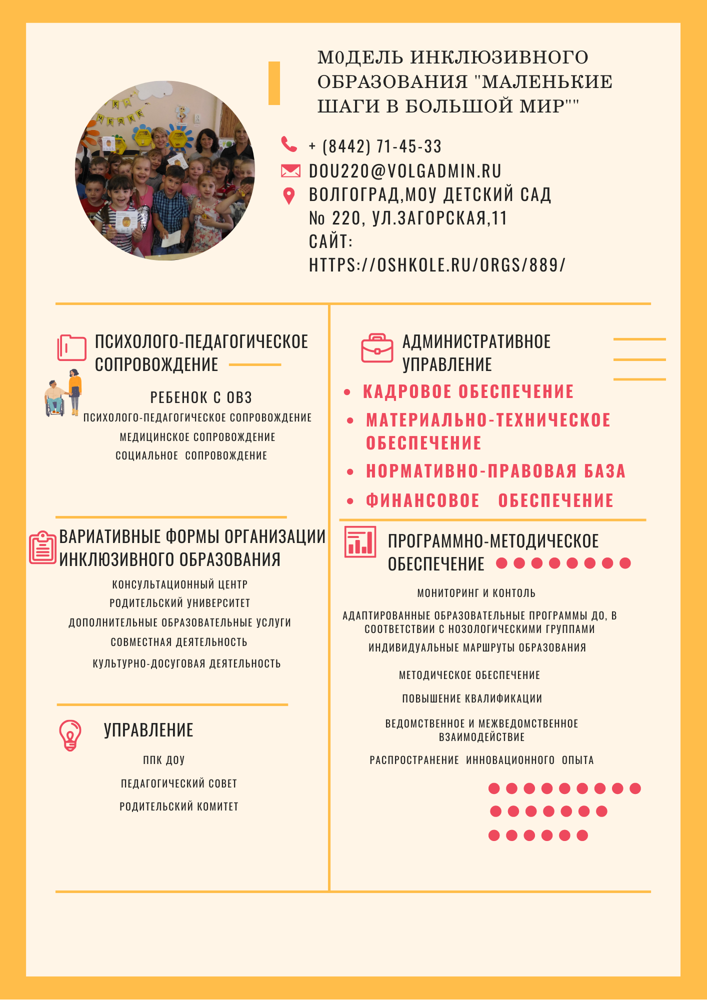 М0ДЕЛЬ ИНКЛЮЗИВНОГО
ОБРАЗОВАНИЯ "МАЛЕНЬКИЕ
ШАГИ В БОЛЬШОЙ МИР""
+ (8442) 71-45-33
DOU220@VOLGADMIN.RU
ВОЛГОГРАД,МОУ ДЕТСКИЙ САД
№ 220, УЛ.ЗАГОРСКАЯ,11
САЙТ:
HTTPS://OSHKOLE.RU/ORGS/889/
ПСИХОЛОГО-ПЕДАГОГИЧЕСКОЕ
СОПРОВОЖДЕНИЕ
РЕБЕНОК С ОВЗ
ПСИХОЛОГО-ПЕДАГОГИЧЕСКОЕ СОПРОВОЖДЕНИЕ
МЕДИЦИНСКОЕ СОПРОВОЖДЕНИЕ
СОЦИАЛЬНОЕ СОПРОВОЖДЕНИЕ
ВАРИАТИВНЫЕ ФОРМЫ ОРГАНИЗАЦИИ
ИНКЛЮЗИВНОГО ОБРАЗОВАНИЯ
КОНСУЛЬТАЦИОННЫЙ ЦЕНТР
РОДИТЕЛЬСКИЙ УНИВЕРСИТЕТ
ДОПОЛНИТЕЛЬНЫЕ ОБРАЗОВАТЕЛЬНЫЕ УСЛУГИ
СОВМЕСТНАЯ ДЕЯТЕЛЬНОСТЬ
КУЛЬТУРНО-ДОСУГОВАЯ ДЕЯТЕЛЬНОСТЬ
УПРАВЛЕНИЕ
ППК ДОУ
ПЕДАГОГИЧЕСКИЙ СОВЕТ
РОДИТЕЛЬСКИЙ КОМИТЕТ
АДМИНИСТРАТИВНОЕ
УПРАВЛЕНИЕ
• КАДРОВОЕ ОБЕСПЕЧЕНИЕ
• МАТЕРИАЛЬНО-ТЕХНИЧЕСКОЕ
ОБЕСПЕЧЕНИЕ
• НОРМАТИВНО-ПРАВОВАЯ БАЗА
• ФИНАНСОВОЕ ОБЕСПЕЧЕНИЕ
ПРОГРАММНО-МЕТОДИЧЕСКОЕ
ОБЕСПЕЧЕНИЕ
МОНИТОРИНГ И КОНТОЛЬ
АДАПТИРОВАННЫЕ ОБРАЗОВАТЕЛЬНЫЕ ПРОГРАММЫ ДО, В
СООТВЕТСТВИИ С НОЗОЛОГИЧЕСКИМИ ГРУППАМИ
ИНДИВИДУАЛЬНЫЕ МАРШРУТЫ ОБРАЗОВАНИЯ
МЕТОДИЧЕСКОЕ ОБЕСПЕЧЕНИЕ
ПОВЫШЕНИЕ КВАЛИФИКАЦИИ
ВЕДОМСТВЕННОЕ И МЕЖВЕДОМСТВЕННОЕ
ВЗАИМОДЕЙСТВИЕ
РАСПРОСТРАНЕНИЕ ИННОВАЦИОННОГО ОПЫТА